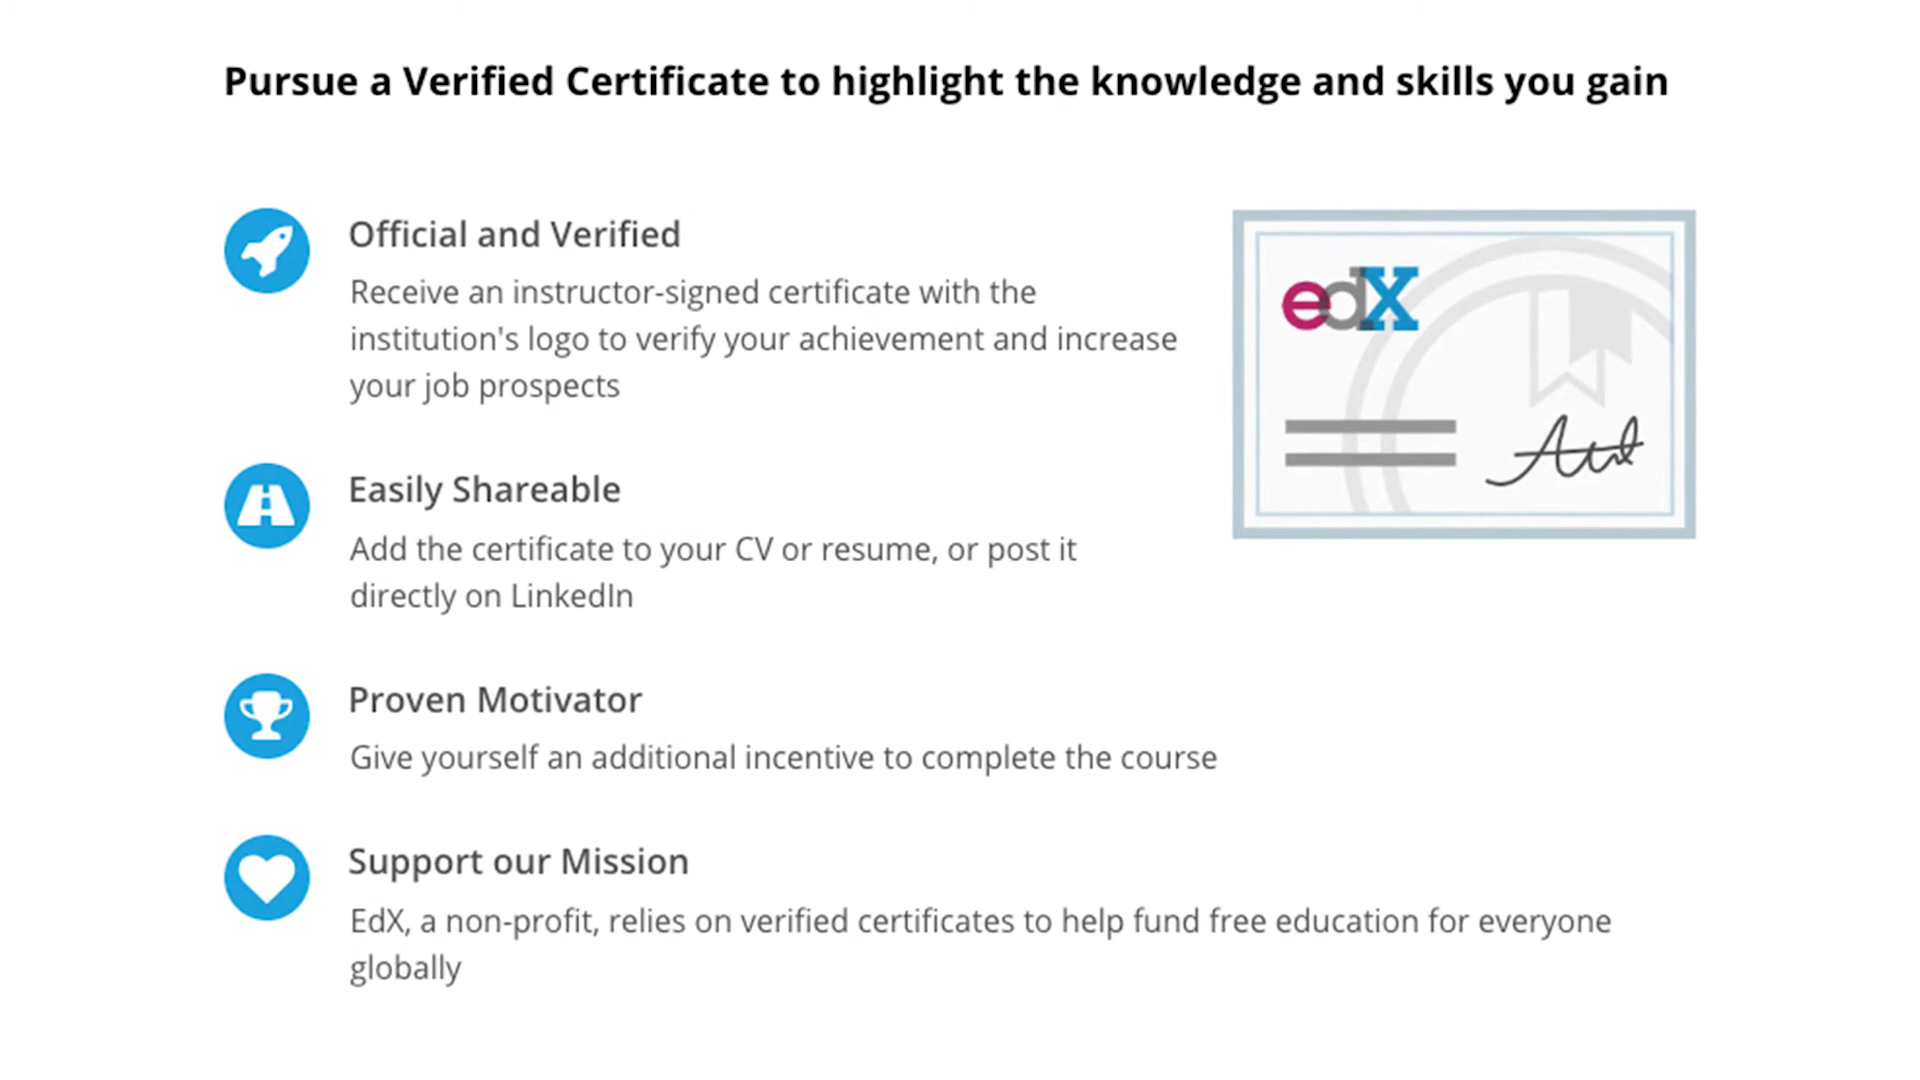 Pursue a Verified Certificate to highlight the knowledge and skills you gain
Official and Verified
Receive an instructor-signed certificate with the
institution's logo to verify your achievement and increase
your job prospects
edX
Easily Shareable
Add the certificate to your CV or resume, or post it
directly on LinkedIn
Proven Motivator
Give yourself an additional incentive to complete the course
Support our Mission
EdX, a non-profit, relies on verified certificates to help fund free education for everyone
globally